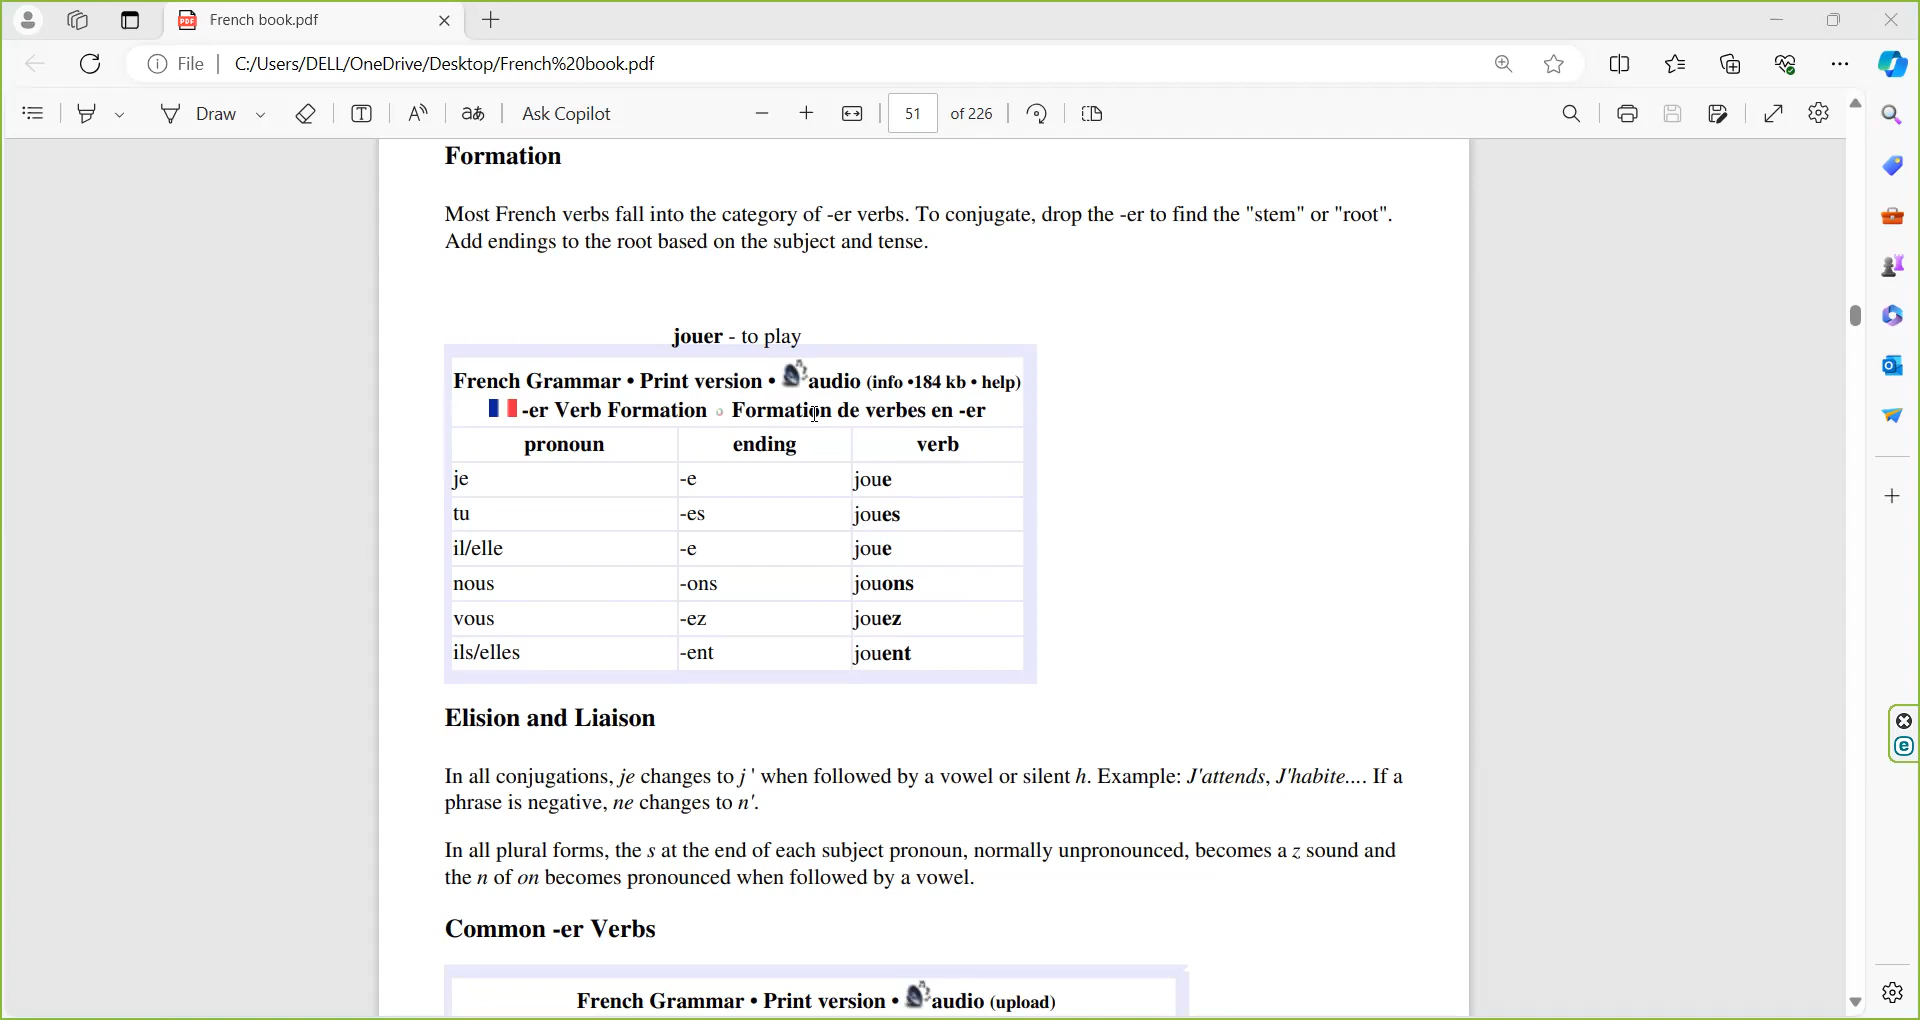 French book.pdf
File
C:/Users/DELL/OneDrive/Desktop/French%20book.pdf
Draw
aあ
Ask Copilot
51 of 226
Formation
Most French verbs fall into the category of -er verbs. To conjugate, drop the -er to find the "stem" or "root".
Add endings to the root based on the subject and tense.
jouer - to play
French Grammar • Print version • audio (info •184 kb • help)
-er Verb Formation Formation de verbes en -er
pronoun ending verb
je -e joue
tu -es joues
il/elle -e joue
nous -ons jouons
vous -ez jouez
ils/elles -ent jouent
Elision and Liaison
In all conjugations, je changes to j ' when followed by a vowel or silent h. Example: J'attends, J'habite.... If a
phrase is negative, ne changes to n'.
In all plural forms, the s at the end of each subject pronoun, normally unpronounced, becomes a z sound and
the n of on becomes pronounced when followed by a vowel.
Common -er Verbs
French Grammar • Print version • audio (upload)